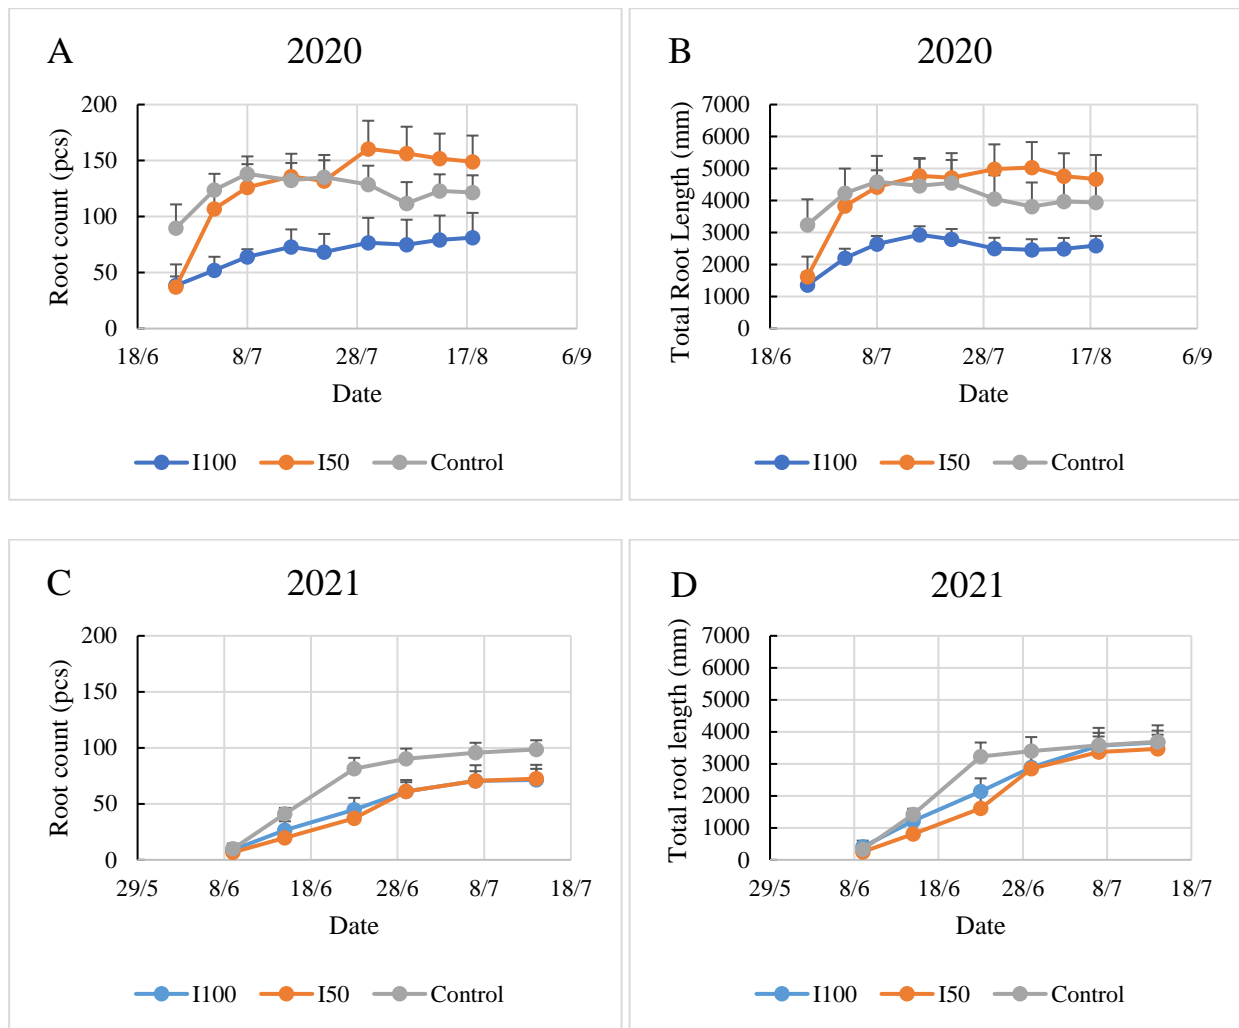 A
2020
Root count (pcs)
200
150
100
50
0
18/6
8/7
28/7
17/8
6/9
Date
I100
I50
Control
B
2020
Total Root Length (mm)
7000
6000
5000
4000
3000
2000
1000
0
18/6
8/7
28/7
17/8
6/9
Date
I100
I50
Control
C
2021
Root count (pcs)
200
150
100
50
0
29/5
8/6
18/6
28/6
8/7
18/7
Date
I100
I50
Control
D
2021
Total root length (mm)
7000
6000
5000
4000
3000
2000
1000
0
29/5
8/6
18/6
28/6
8/7
18/7
Date
I100
I50
Control